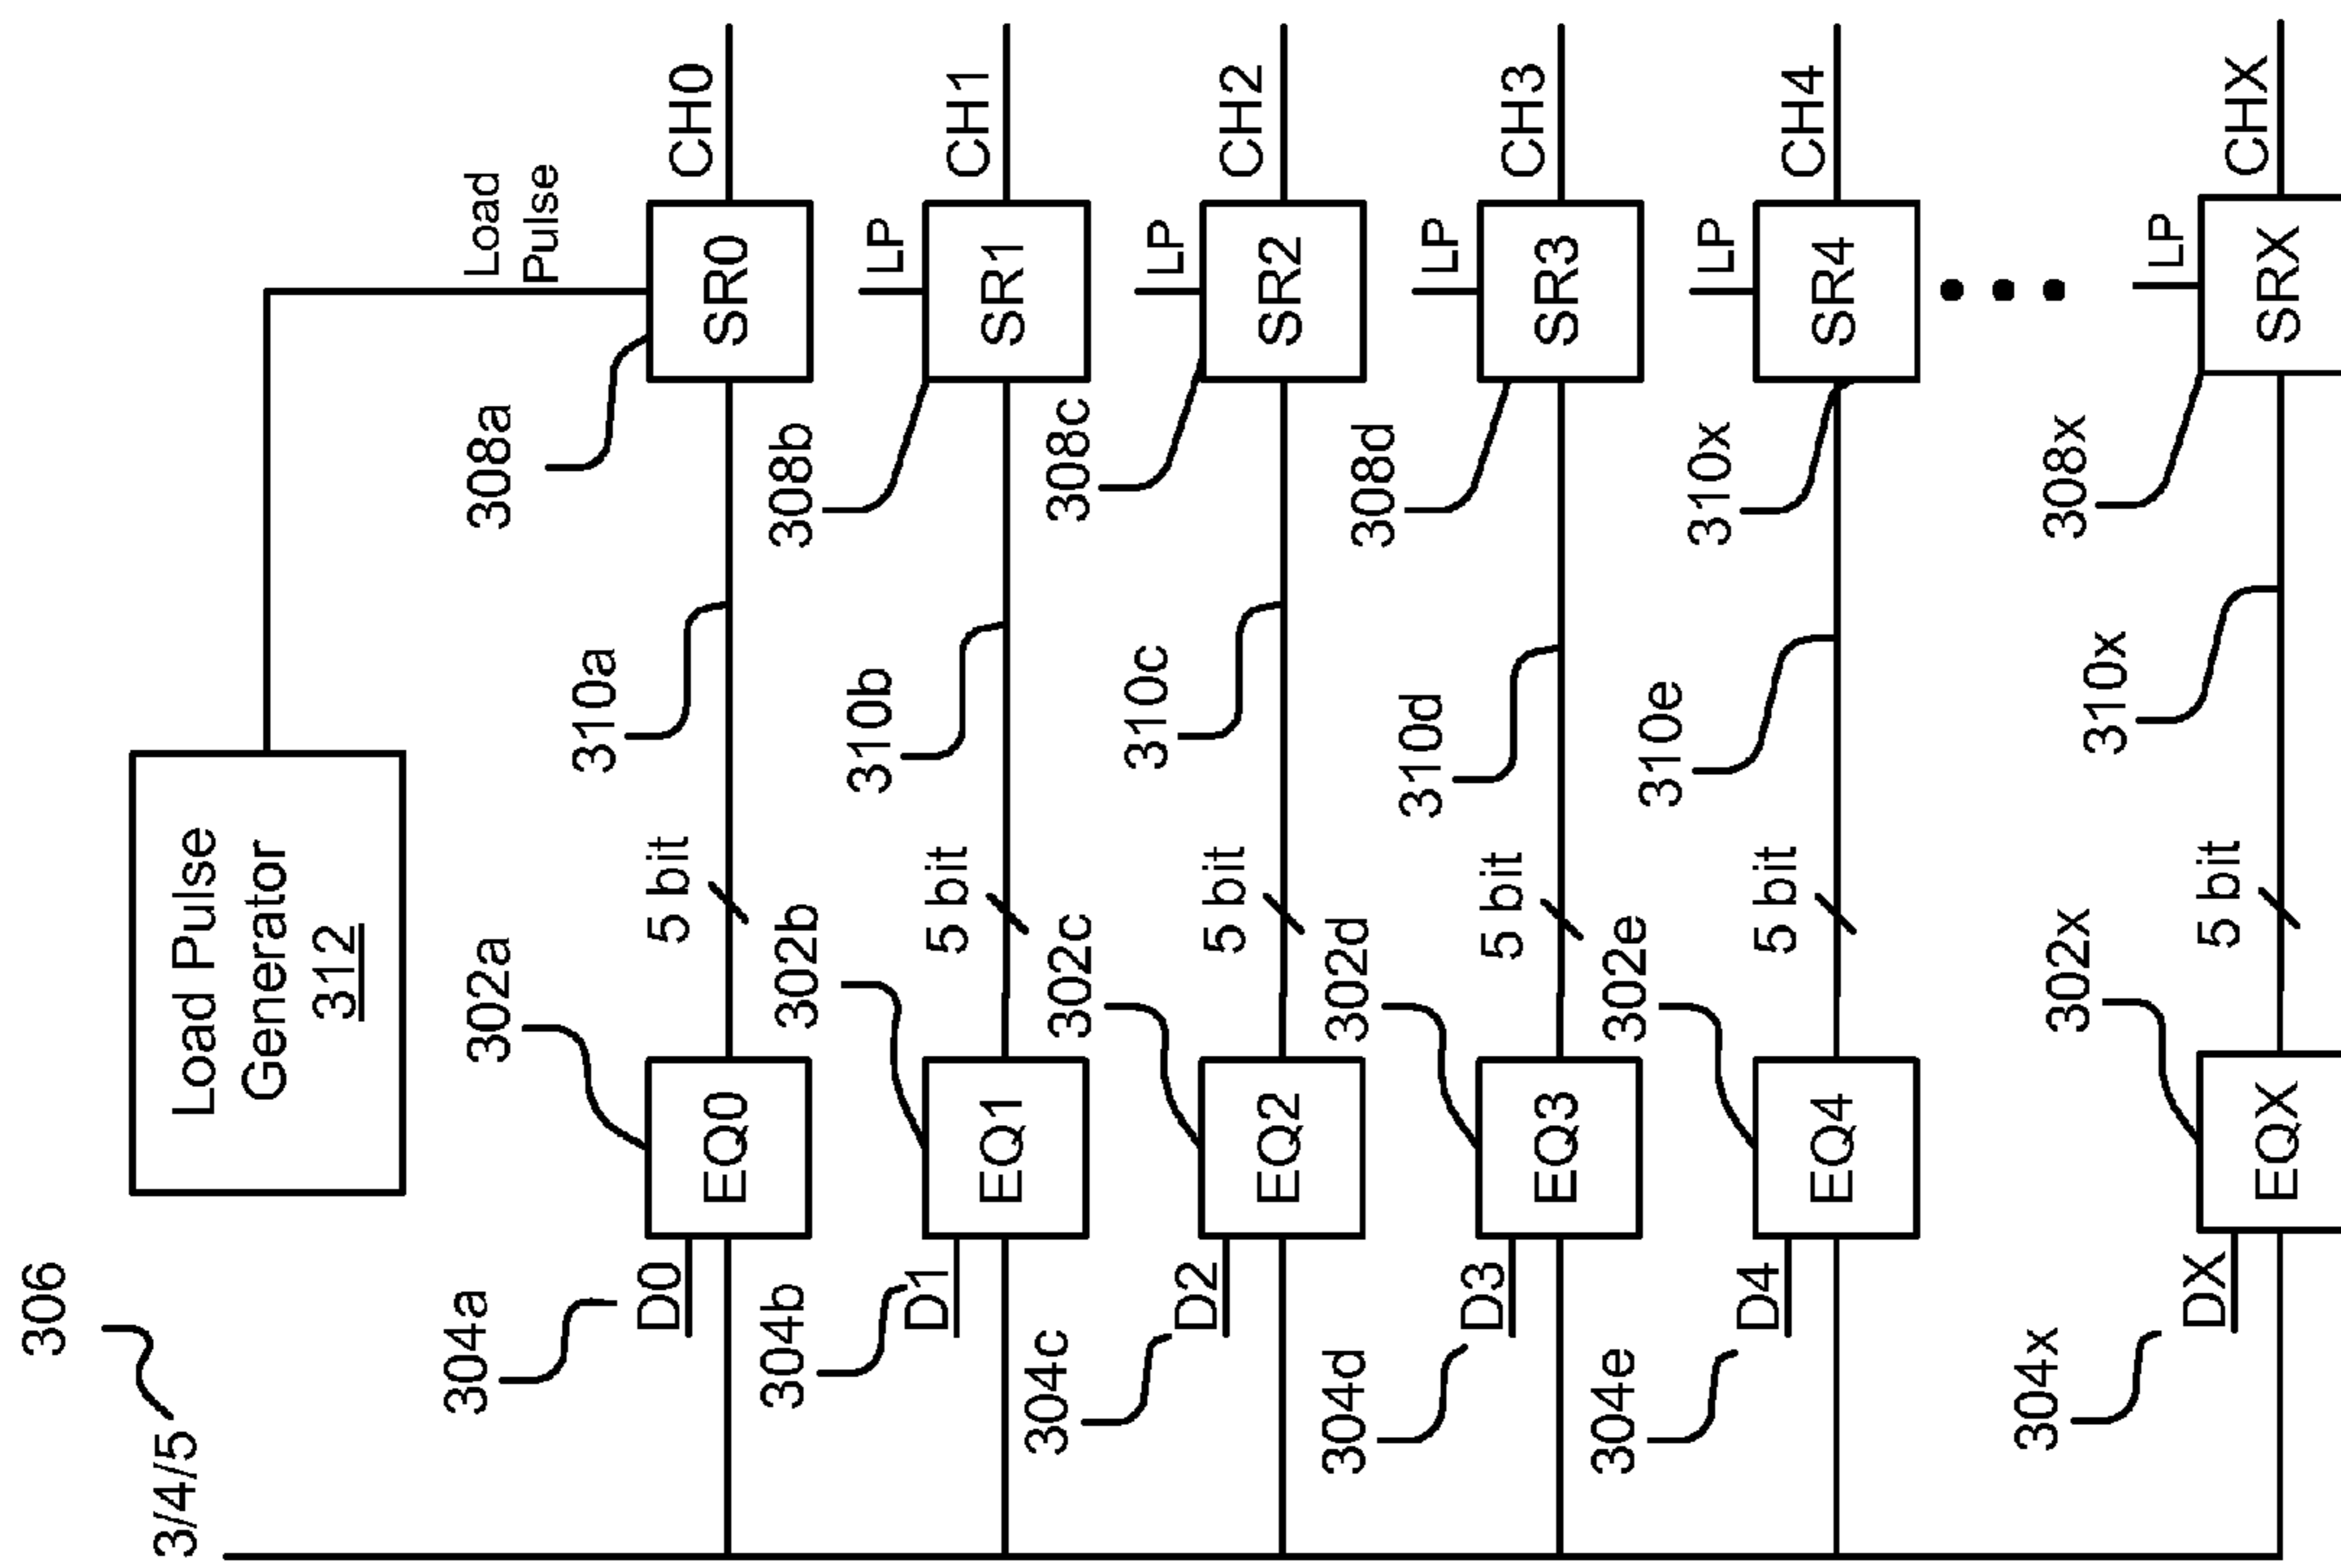 306
3/4/5
Load Pulse
Generator
312
Load
Pulse
304a
D0
302a
EQ0
5 bit
310a
308a
SR0
CH0
304b
D1
302b
EQ1
5 bit
310b
308b
LP
SR1
CH1
304c
D2
302c
EQ2
5 bit
310c
308c
LP
SR2
CH2
304d
D3
302d
EQ3
5 bit
310d
308d
LP
SR3
CH3
304e
D4
302e
EQ4
5 bit
310e
310x
LP
SR4
CH4
304x
DX
302x
EQX
5 bit
310x
308x
LP
SRX
CHX